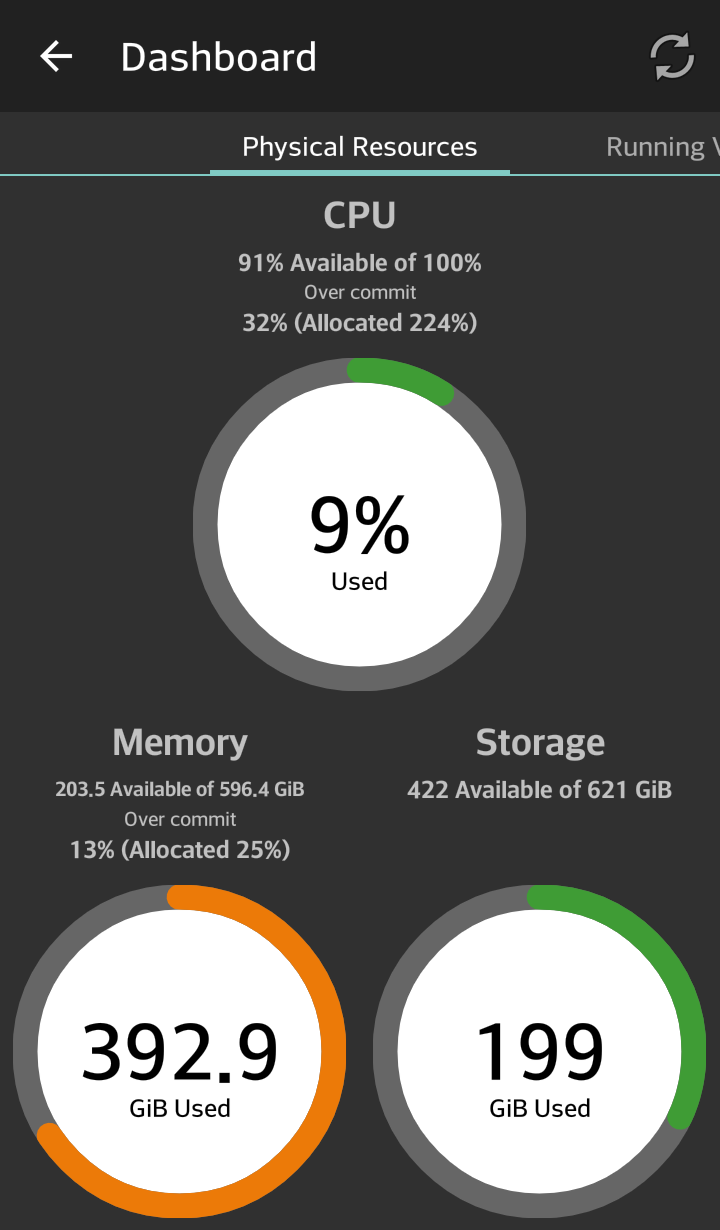 Dashboard
Physical Resources
Running V
CPU
91% Available of 100%
Over commit
32% (Allocated 224%)
9%
Used
Memory
203.5 Available of 596.4 GiB
Over commit
13% (Allocated 25%)
392.9
GiB Used
Storage
422 Available of 621 GiB
199
GiB Used